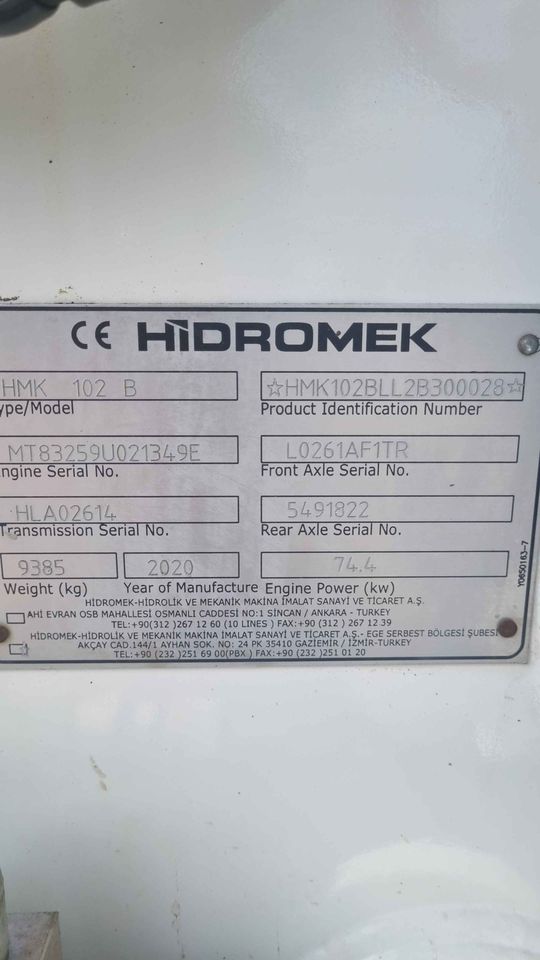 CE HİDROMEK
HMK 102 B ☆HMK102BLL2B300028☆
ype/Model Product Identification Number
MT83259U021349E L0261AF1TR
ngine Serial No. Front Axle Serial No.
HLA02614 5491822
Transmission Serial No. Rear Axle Serial No.
9385 2020 74.4
Weight (kg) Year of Manufacture Engine Power (kw)
Y0650163-7
HİDROMEK-HİDROLİK VE MEKANİK MAKİNA İMALAT SANAYİ VE TİCARET A.Ş.
AHİ EVRAN OSB MAHALLESİ OSMANLI CADDESİ NO:1 SİNCAN / ANKARA - TURKEY
TEL:+90(312 )267 12 60 (10 LINES ) FAX:+90 (312 ) 267 12 39
HİDROMEK-HİDROLİK VE MEKANİK MAKİNA İMALAT SANAYİ VE TİCARET A.Ş.- EGE SERBEST BÖLGESİ ŞUBESİ
AKÇAY CAD.144/1 AYHAN SOK. NO: 24 PK 35410 GAZİEMİR / İZMİR-TURKEY
TEL:+90 (232 )251 69 00(PBX ) FAX:+90 (232 )251 01 20